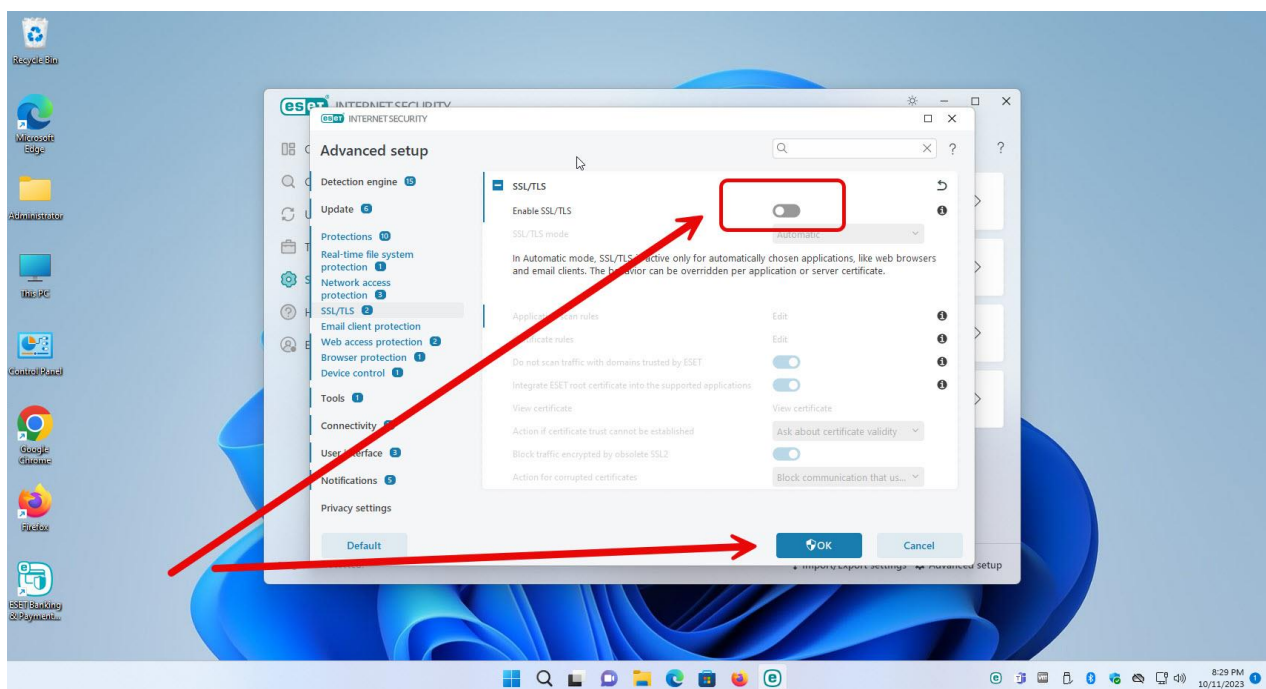 Recycle Bin
Microsoft
Edge
Administrator
This PC
Control Panel
Google
Chrome
Firefox
ESET Banking
& Payment...
eset INTERNET SECURITY
eset INTERNET SECURITY
Advanced setup
?
?
Detection engine 15
Update 6
Protections 10
Real-time file system
protection 1
Network access
protection 3
SSL/TLS 2
Email client protection
Web access protection 2
Browser protection 1
Device control 1
Tools 1
Connectivity
User interface 3
Notifications 5
Privacy settings
SSL/TLS
Enable SSL/TLS
SSL/TLS mode
Automatic
In Automatic mode, SSL/TLS is active only for automatically chosen applications, like web browsers
and email clients. The behavior can be overridden per application or server certificate.
Application scan rules
Edit
Certificate rules
Edit
Do not scan traffic with domains trusted by ESET
Integrate ESET root certificate into the supported applications
View certificate
View certificate
Action if certificate trust cannot be established
Ask about certificate validity
Block traffic encrypted by obsolete SSL2
Action for corrupted certificates
Block communication that us...
Default
OK
Cancel
Import/Export settings
Advanced setup
8:29 PM
10/11/2023
1